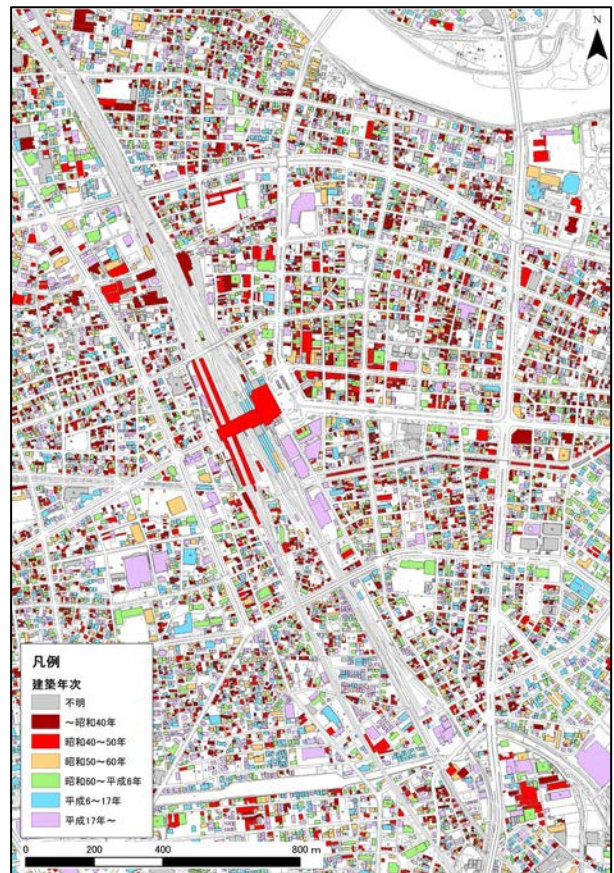 N
凡例
建築年次
不明
～昭和40年
昭和40～50年
昭和50～60年
昭和60～平成6年
平成6～17年
平成17年～
0 200 400 800 m